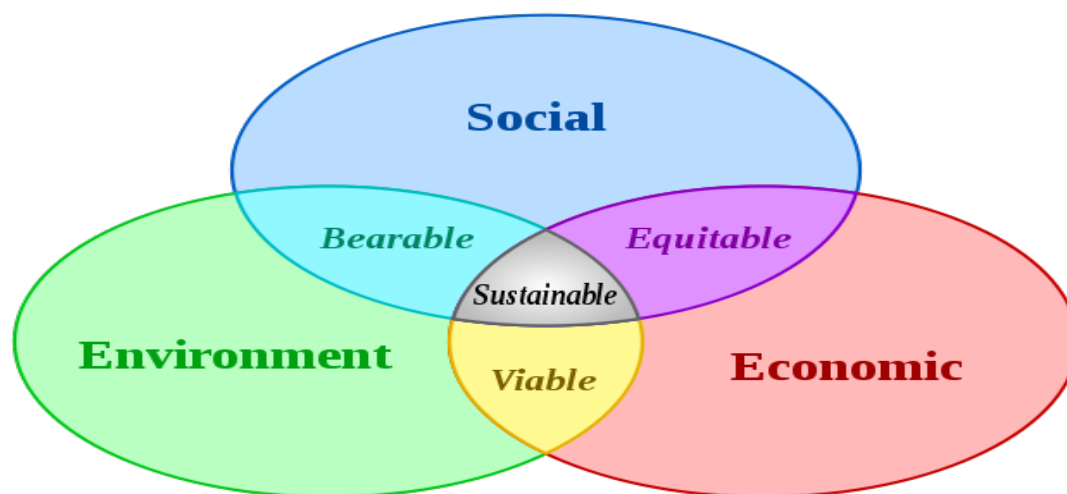 Social
Bearable
Equitable
Sustainable
Environment
Economic
Viable